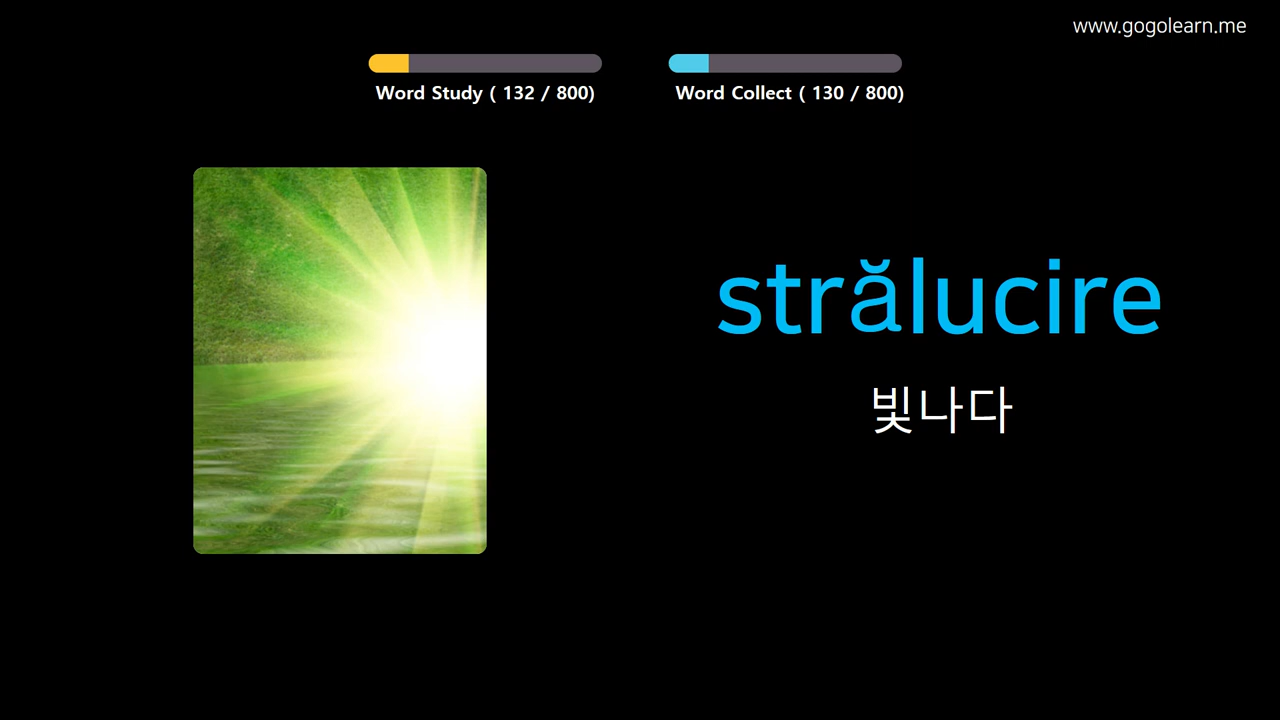 www.gogolearn.me
Word Study ( 132 / 800)
Word Collect ( 130 / 800)
strălucire
빛나다